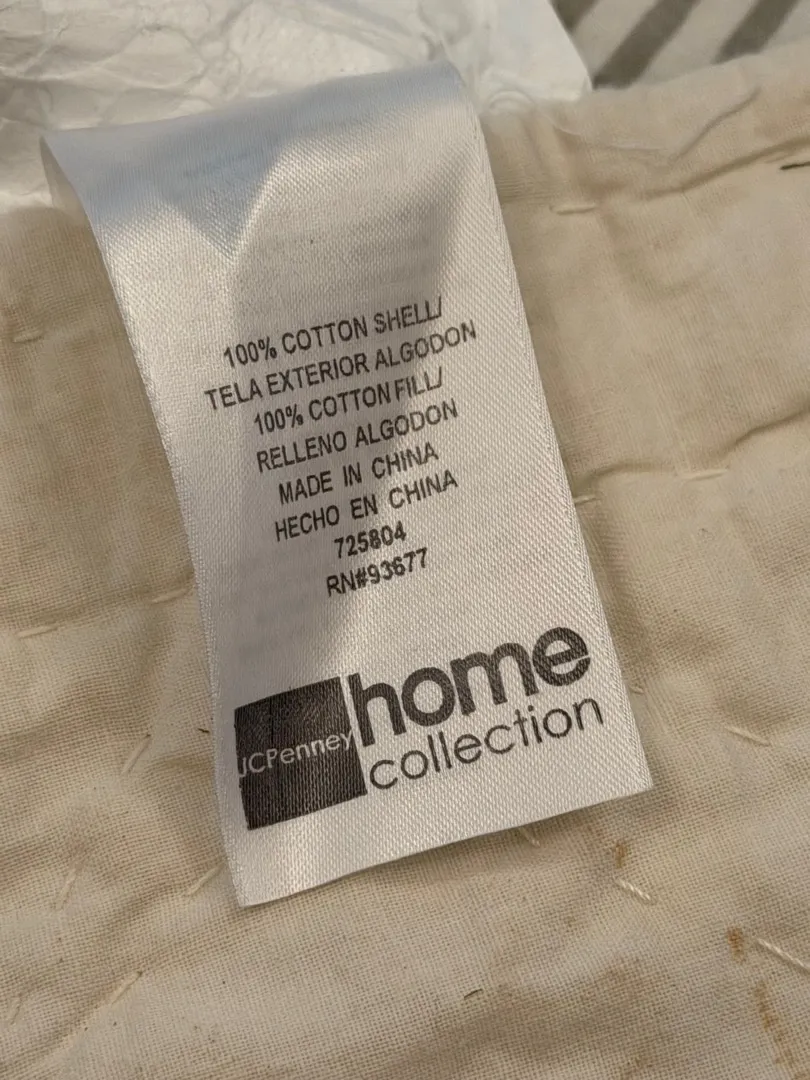 100% COTTON SHELL/
TELA EXTERIOR ALGODON
100% COTTON FILL/
RELLENO ALGODON
MADE IN CHINA
HECHO EN CHINA
725804
RN#93677
JCPenney home
collection